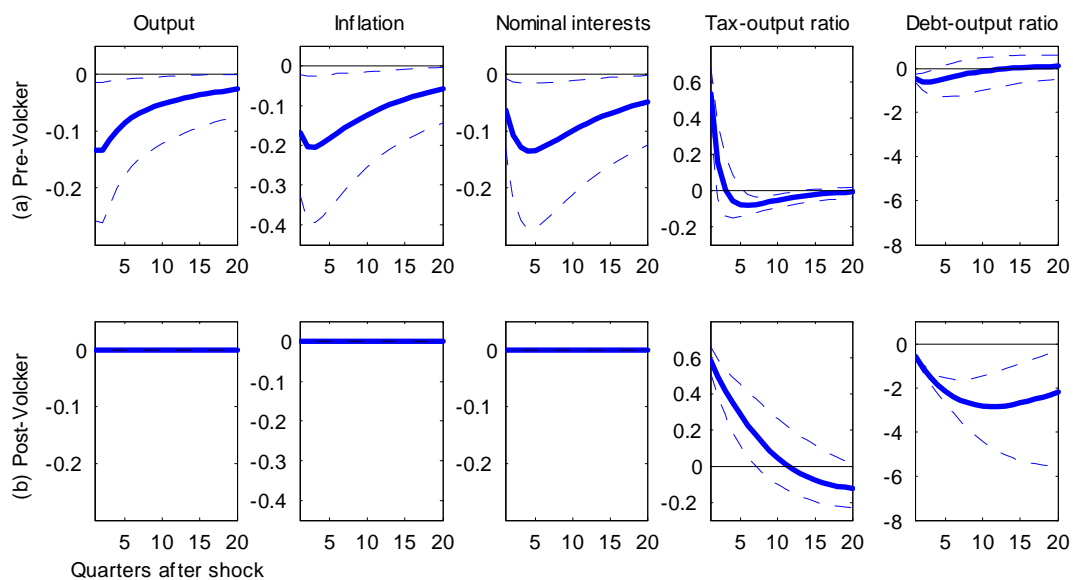 Output Inflation Nominal interests Tax-output ratio Debt-output ratio
(a) Pre-Volcker
0 -0.1 -0.2
5 10 15 20
0 -0.1 -0.2 -0.3 -0.4
5 10 15 20
0 -0.1 -0.2
5 10 15 20
0.6 0.4 0.2 0 -0.2
5 10 15 20
0 -2 -4 -6 -8
5 10 15 20
(b) Post-Volcker
0 -0.1 -0.2
5 10 15 20
0 -0.1 -0.2 -0.3 -0.4
5 10 15 20
0 -0.1 -0.2
5 10 15 20
0.6 0.4 0.2 0 -0.2
5 10 15 20
0 -2 -4 -6 -8
5 10 15 20
Quarters after shock